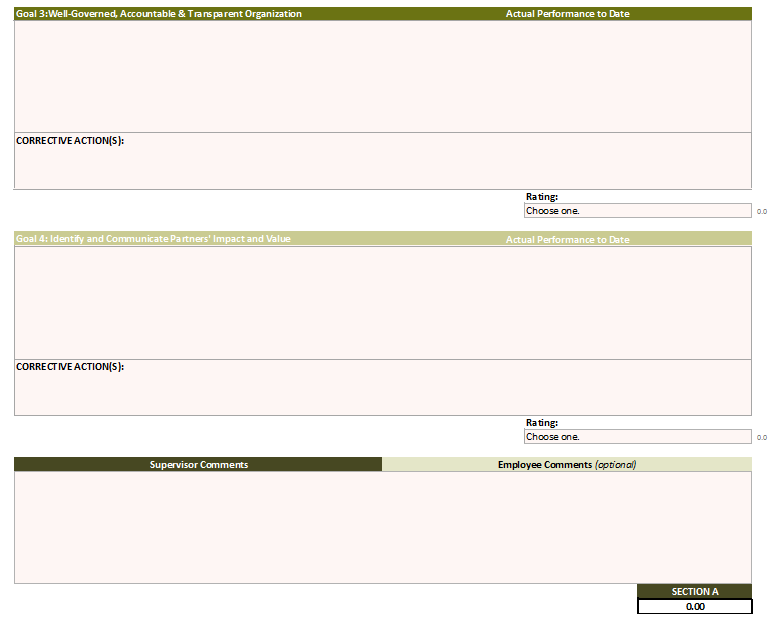 Goal 3:Well-Governed, Accountable & Transparent Organization Actual Performance to Date
CORRECTIVE ACTION(S):
Rating:
Choose one.
0.0
Goal 4: Identify and Communicate Partners' Impact and Value Actual Performance to Date
CORRECTIVE ACTION(S):
Rating:
Choose one.
0.0
Supervisor Comments Employee Comments (optional)
SECTION A
0.00